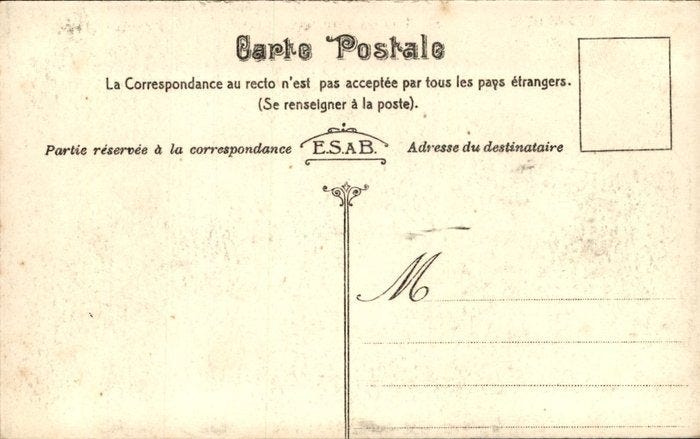 Carte Postale
La Correspondance au recto n'est pas acceptée par tous les pays étrangers.
(Se renseigner à la poste).
Partie réservée à la correspondance
E.S.AB.
Adresse du destinataire
M